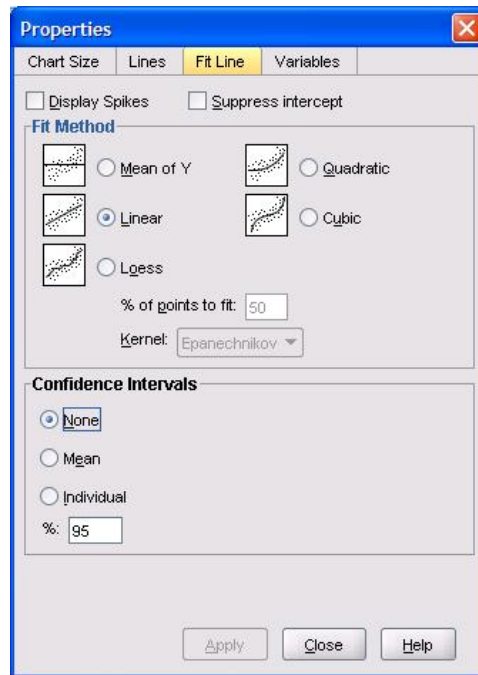 Properties
Chart Size Lines Fit Line Variables
Display Spikes Suppress intercept
Fit Method
Mean of Y Quadratic
Linear Cubic
Loess
% of points to fit: 50
Kernel: Epanechnikov
Confidence Intervals
None
Mean
Individual
%: 95
Apply Close Help